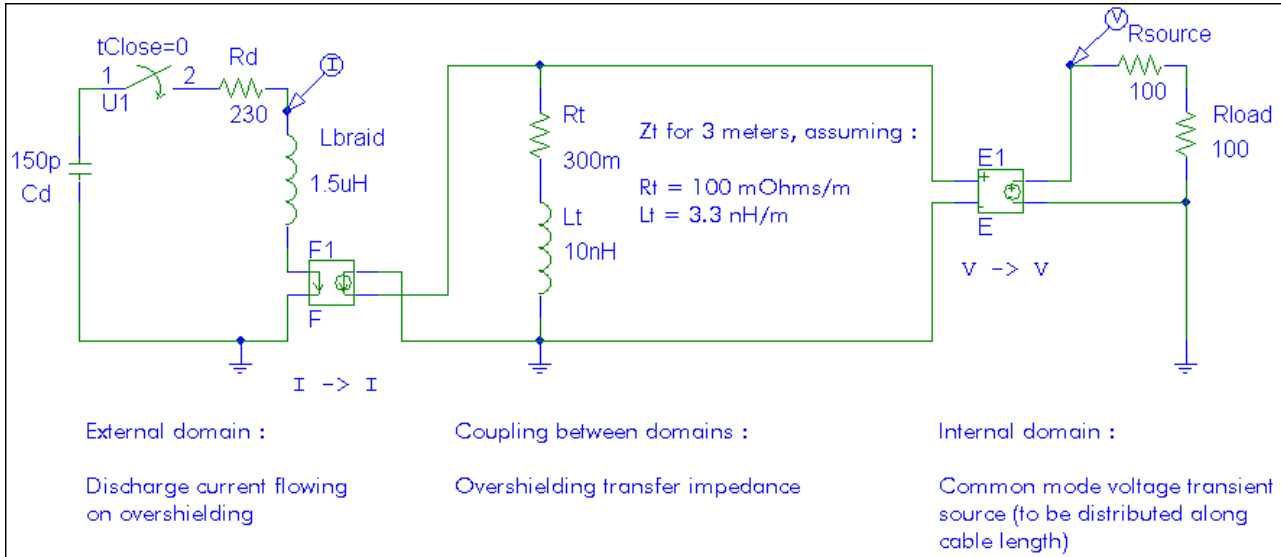 tClose=0
1 2
U1
Rd
230
I
150p
Cd
Lbraid
1.5uH
F1
F
I -> I
Rt
300m
Lt
10nH
Zt for 3 meters, assuming :
Rt = 100 mOhms/m
Lt = 3.3 nH/m
E1
+
-
E
V -> V
V
Rsource
100
Rload
100
External domain :
Discharge current flowing
on overshielding
Coupling between domains :
Overshielding transfer impedance
Internal domain :
Common mode voltage transient
source (to be distributed along
cable length)